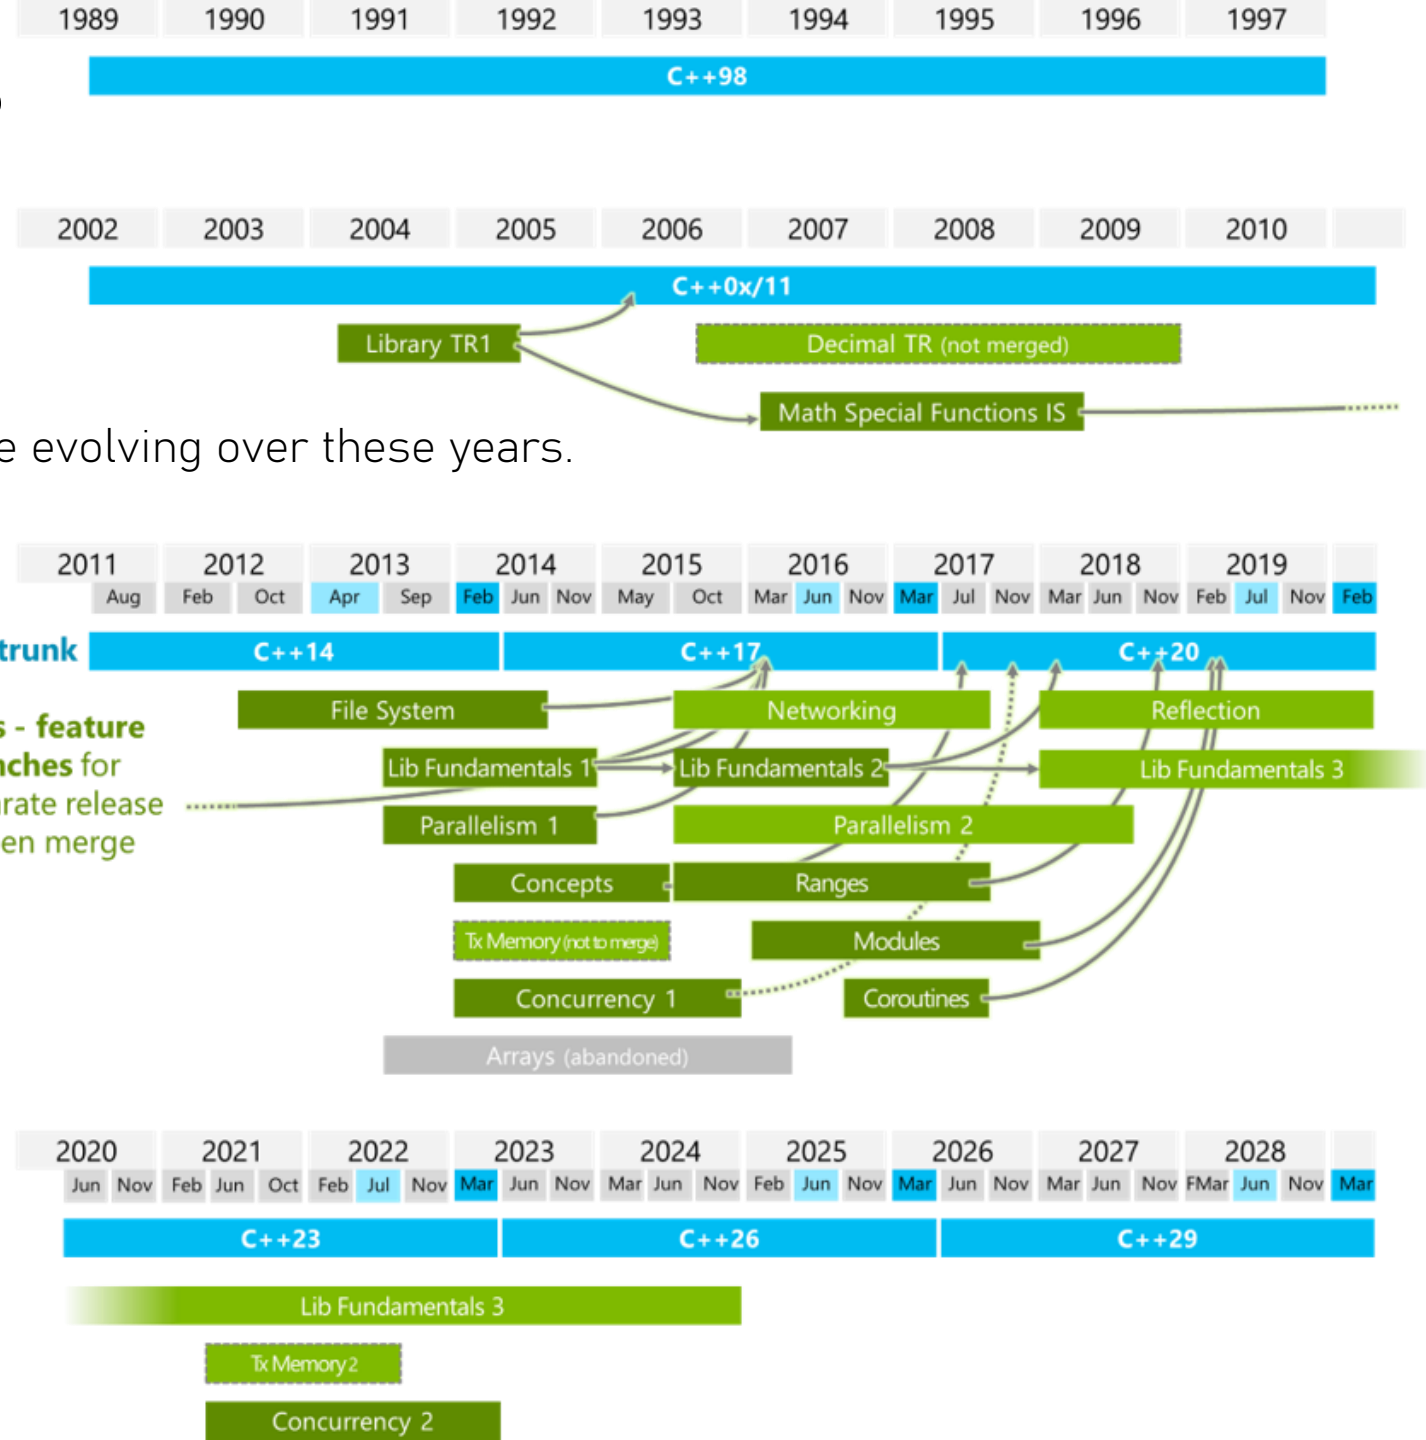 1989 1990 1991 1992 1993 1994 1995 1996 1997
C++98
2002 2003 2004 2005 2006 2007 2008 2009 2010
C++0x/11
Library TR1 Decimal TR (not merged)
Math Special Functions IS
e evolving over these years.
2011 2012 2013 2014 2015 2016 2017 2018 2019
Aug Feb Oct Apr Sep Feb Jun Nov May Oct Mar Jun Nov Mar Jul Nov Mar Jun Nov Feb Jul Nov Feb
trunk C++14 C++17 C++20
s - feature File System Networking Reflection
nches for Lib Fundamentals 1 Lib Fundamentals 2 Lib Fundamentals 3
arate release
Parallelism 1 Parallelism 2
en merge
Concepts Ranges
Tx Memory (not to merge) Modules
Concurrency 1 Coroutines
Arrays (abandoned)
2020 2021 2022 2023 2024 2025 2026 2027 2028
Jun Nov Feb Jun Oct Feb Jul Nov Mar Jun Nov Mar Jun Nov Feb Jun Nov Mar Jun Nov Mar Jun Nov FMar Jun Nov Mar
C++23 C++26 C++29
Lib Fundamentals 3
Tx Memory 2
Concurrency 2